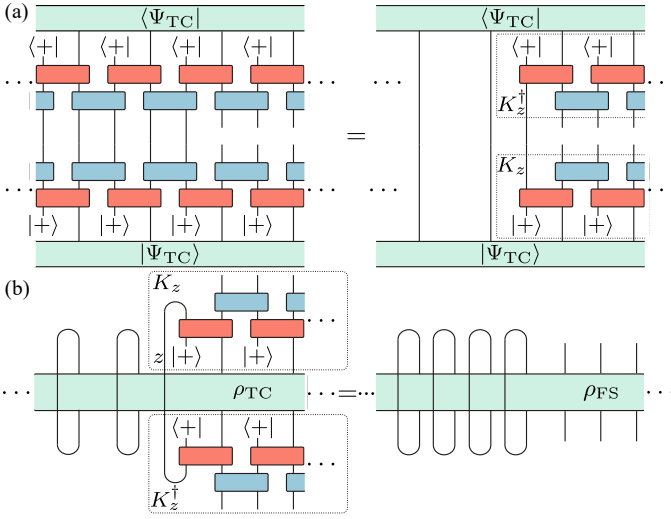 (a)
⟨Ψ_TC| ⟨Ψ_TC|
⟨+| ⟨+| ⟨+| ⟨+| ⟨+| ⟨+|
··· ··· ··· ···
K_z^†
=
K_z
··· ··· ··· ···
|+⟩ |+⟩ |+⟩ |+⟩ |+⟩ |+⟩
|Ψ_TC⟩ |Ψ_TC⟩
(b)
K_z
···
z |+⟩ |+⟩
··· ρ_TC ··· = ··· ρ_FS ···
⟨+| ⟨+|
···
K_z^†